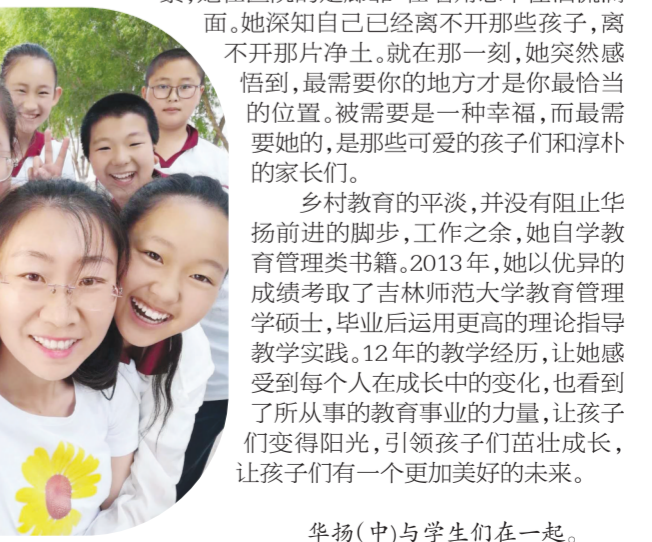 面。她深知自己已经离不开那些孩子,离
不开那片净土。就在那一刻,她突然感
悟到,最需要你的地方才是你最恰当
的位置。被需要是一种幸福,而最需
要她的,是那些可爱的孩子们和淳朴
的家长们。
乡村教育的平淡,并没有阻止华
扬前进的脚步,工作之余,她自学教
育管理类书籍。2013年,她以优异的
成绩考取了吉林师范大学教育管理
学硕士,毕业后运用更高的理论指导
教学实践。12年的教学经历,让她感
受到每个人在成长中的变化,也看到
了所从事的教育事业的力量,让孩子
们变得阳光,引领孩子们茁壮成长,
让孩子们有一个更加美好的未来。
华扬(中)与学生们在一起。